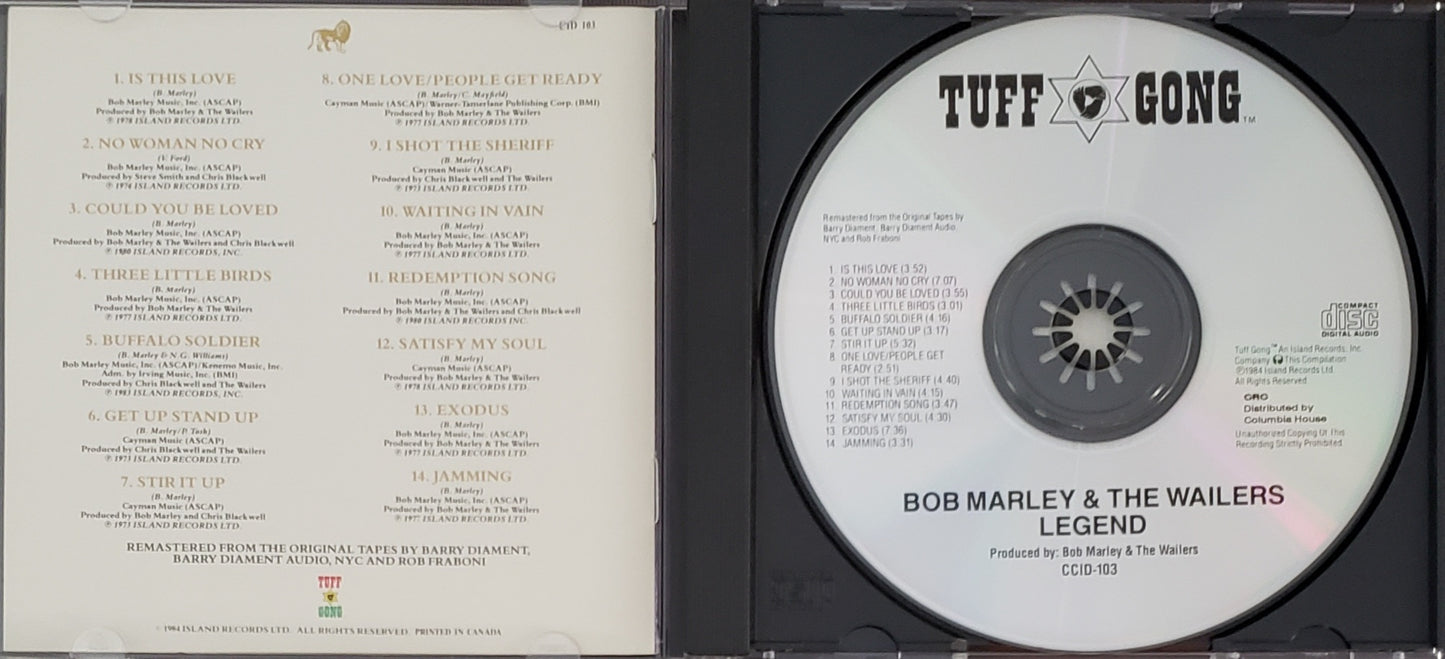 CID 103
1. IS THIS LOVE
(B. Marley)
Bob Marley Music, Inc. (ASCAP)
Produced by Bob Marley & The Wailers
℗ 1978 ISLAND RECORDS LTD.
2. NO WOMAN NO CRY
(V. Ford)
Bob Marley Music, Inc. (ASCAP)
Produced by Steve Smith and Chris Blackwell
℗ 1974 ISLAND RECORDS LTD.
3. COULD YOU BE LOVED
(B. Marley)
Bob Marley Music, Inc. (ASCAP)
Produced by Bob Marley & The Wailers and Chris Blackwell
℗ 1980 ISLAND RECORDS, INC.
4. THREE LITTLE BIRDS
(B. Marley)
Bob Marley Music, Inc. (ASCAP)
Produced by Bob Marley & The Wailers
℗ 1977 ISLAND RECORDS LTD.
5. BUFFALO SOLDIER
(B. Marley & N.G. Williams)
Bob Marley Music, Inc. (ASCAP)/Kenemo Music, Inc.
Adm. by Irving Music, Inc. (BMI)
Produced by Chris Blackwell and The Wailers
℗ 1983 ISLAND RECORDS, INC.
6. GET UP STAND UP
(B. Marley/P. Tosh)
Cayman Music (ASCAP)
Produced by Chris Blackwell and The Wailers
℗ 1973 ISLAND RECORDS LTD.
7. STIR IT UP
(B. Marley)
Cayman Music (ASCAP)
Produced by Bob Marley and Chris Blackwell
℗ 1973 ISLAND RECORDS LTD.
8. ONE LOVE/PEOPLE GET READY
(B. Marley/C. Mayfield)
Cayman Music (ASCAP)/Warner-Tamerlane Publishing Corp. (BMI)
Produced by Bob Marley & The Wailers
℗ 1977 ISLAND RECORDS LTD.
9. I SHOT THE SHERIFF
(B. Marley)
Cayman Music (ASCAP)
Produced by Chris Blackwell and The Wailers
℗ 1973 ISLAND RECORDS LTD.
10. WAITING IN VAIN
(B. Marley)
Bob Marley Music, Inc. (ASCAP)
Produced by Bob Marley & The Wailers
℗ 1977 ISLAND RECORDS LTD.
11. REDEMPTION SONG
(B. Marley)
Bob Marley Music, Inc. (ASCAP)
Produced by Bob Marley & The Wailers and Chris Blackwell
℗ 1980 ISLAND RECORDS INC.
12. SATISFY MY SOUL
(B. Marley)
Cayman Music (ASCAP)
Produced by Bob Marley & The Wailers
℗ 1978 ISLAND RECORDS LTD.
13. EXODUS
(B. Marley)
Bob Marley Music, Inc. (ASCAP)
Produced by Bob Marley & The Wailers
℗ 1977 ISLAND RECORDS LTD.
14. JAMMING
(B. Marley)
Bob Marley Music, Inc. (ASCAP)
Produced by Bob Marley & The Wailers
℗ 1977 ISLAND RECORDS LTD.
REMASTERED FROM THE ORIGINAL TAPES BY BARRY DIAMENT,
BARRY DIAMENT AUDIO, NYC AND ROB FRABONI
TUFF
GONG
© 1984 ISLAND RECORDS LTD. ALL RIGHTS RESERVED. PRINTED IN CANADA
TUFF GONG TM
Remastered from the Original Tapes by
Barry Diament, Barry Diament Audio,
NYC and Rob Fraboni
1 IS THIS LOVE (3:52)
2 NO WOMAN NO CRY (7:07)
3 COULD YOU BE LOVED (3:55)
4 THREE LITTLE BIRDS (3:01)
5 BUFFALO SOLDIER (4:16)
6 GET UP STAND UP (3:17)
7 STIR IT UP (5:32)
8 ONE LOVE/PEOPLE GET
READY (2:51)
9 I SHOT THE SHERIFF (4:40)
10 WAITING IN VAIN (4:15)
11 REDEMPTION SONG (3:47)
12 SATISFY MY SOUL (4:30)
13 EXODUS (7:36)
14 JAMMING (3:31)
COMPACT
disc
DIGITAL AUDIO
Tuff Gong™ An Island Records, Inc.
Company This Compilation
℗1984 Island Records Ltd.
All Rights Reserved
CRC
Distributed by
Columbia House
Unauthorized Copying Of This
Recording Strictly Prohibited
BOB MARLEY & THE WAILERS
LEGEND
Produced by: Bob Marley & The Wailers
CCID-103